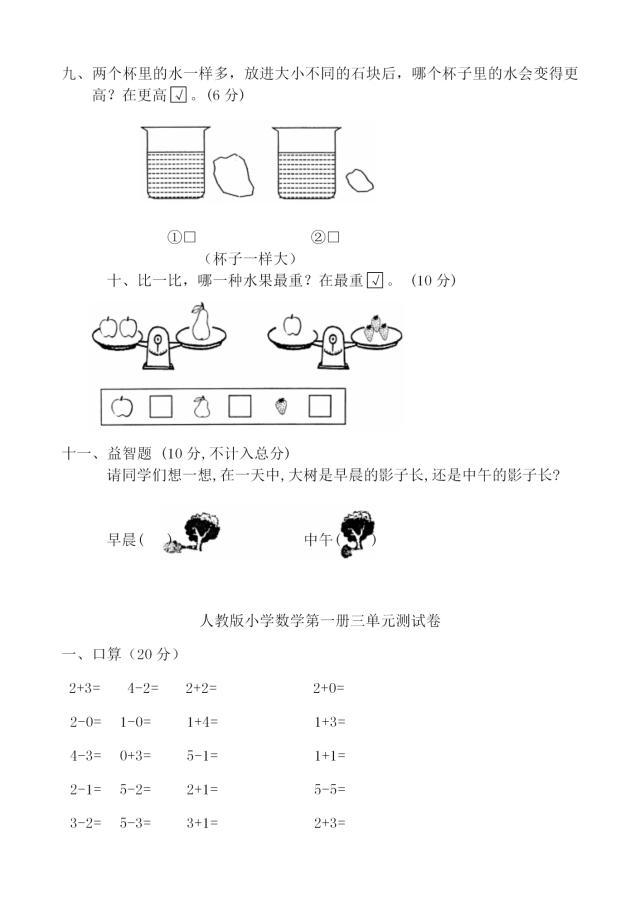 九、两个杯里的水一样多，放进大小不同的石块后，哪个杯子里的水会变得更
高？在更高☑。(6分)
①□ ②□
（杯子一样大）
十、比一比，哪一种水果最重？在最重☑。 (10分)
十一、益智题 (10分,不计入总分)
请同学们想一想,在一天中,大树是早晨的影子长,还是中午的影子长?
早晨( ) 中午( )
人教版小学数学第一册三单元测试卷
一、口算（20分）
2+3= 4-2= 2+2= 2+0=
2-0= 1-0= 1+4= 1+3=
4-3= 0+3= 5-1= 1+1=
2-1= 5-2= 2+1= 5-5=
3-2= 5-3= 3+1= 2+3=